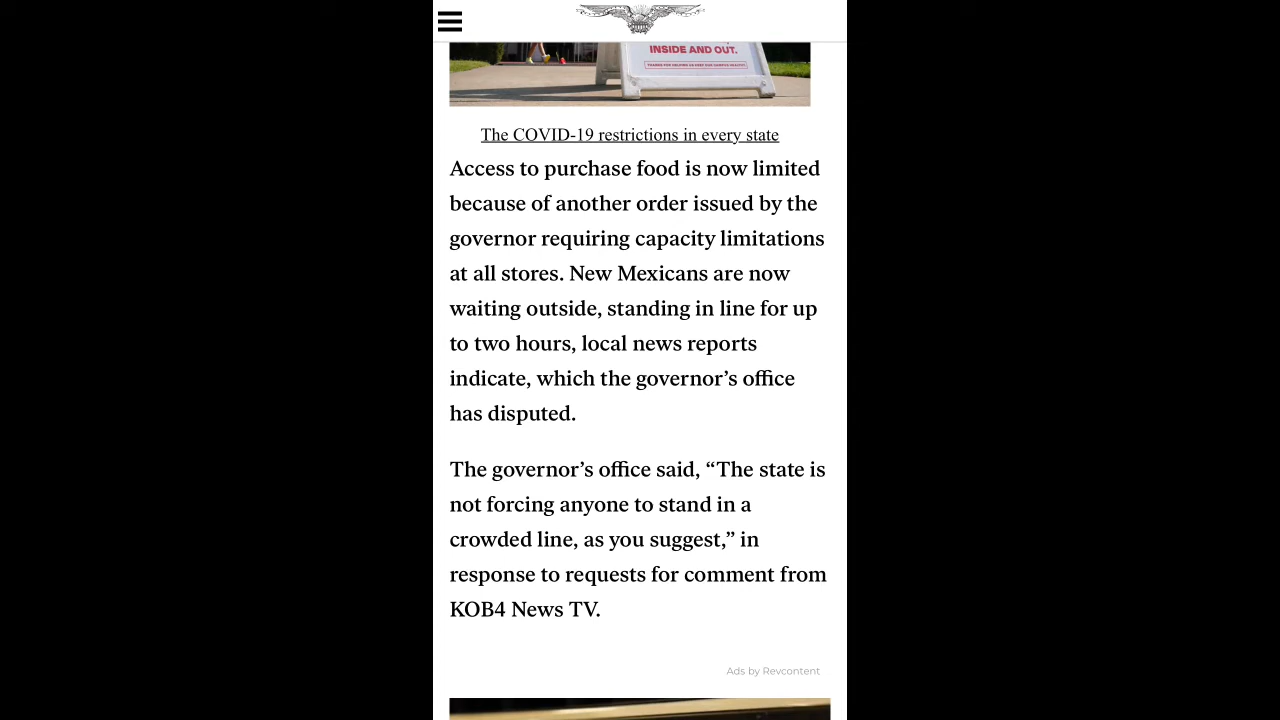 INSIDE AND OUT.
The COVID-19 restrictions in every state
Access to purchase food is now limited
because of another order issued by the
governor requiring capacity limitations
at all stores. New Mexicans are now
waiting outside, standing in line for up
to two hours, local news reports
indicate, which the governor’s office
has disputed.
The governor’s office said, “The state is
not forcing anyone to stand in a
crowded line, as you suggest,” in
response to requests for comment from
KOB4 News TV.
Ads by Revcontent